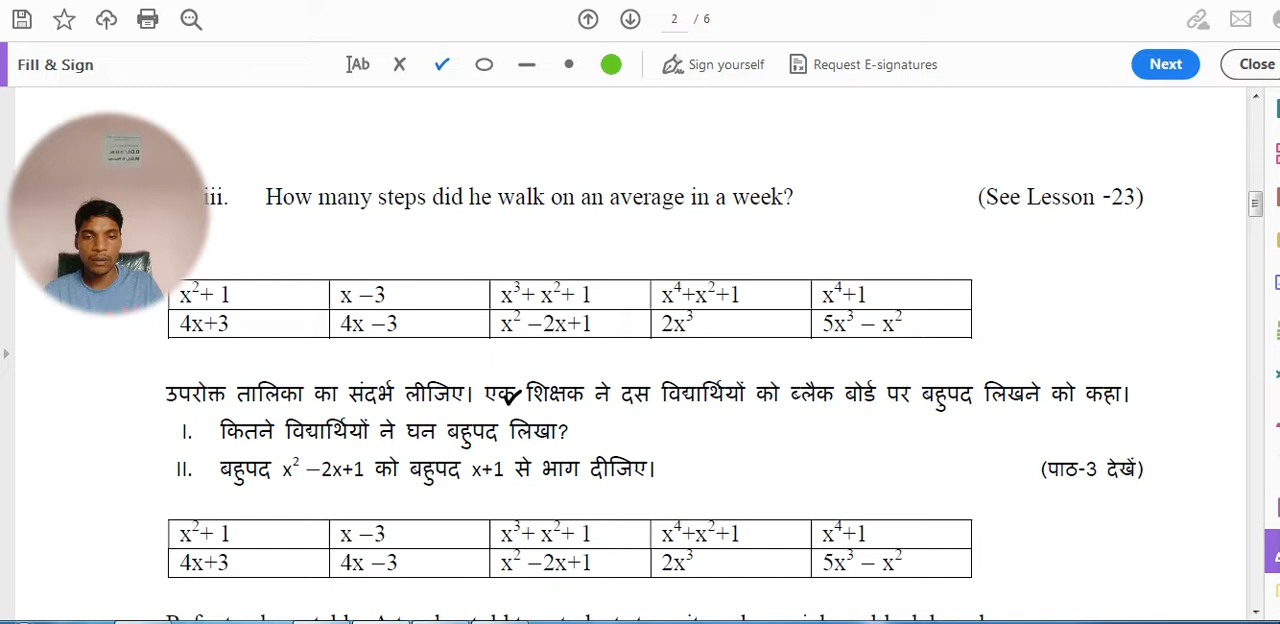 2 / 6
Fill & Sign
Ab
Sign yourself
Request E-signatures
Next
Close
iii. How many steps did he walk on an average in a week? (See Lesson -23)
x²+ 1 x −3 x³+ x²+ 1 x⁴+x²+1 x⁴+1
4x+3 4x −3 x² −2x+1 2x³ 5x³ − x²
उपरोक्त तालिका का संदर्भ लीजिए। एक शिक्षक ने दस विद्यार्थियों को ब्लैक बोर्ड पर बहुपद लिखने को कहा।
I. कितने विद्यार्थियों ने घन बहुपद लिखा?
II. बहुपद x² −2x+1 को बहुपद x+1 से भाग दीजिए। (पाठ-3 देखें)
x²+ 1 x −3 x³+ x²+ 1 x⁴+x²+1 x⁴+1
4x+3 4x −3 x² −2x+1 2x³ 5x³ − x²